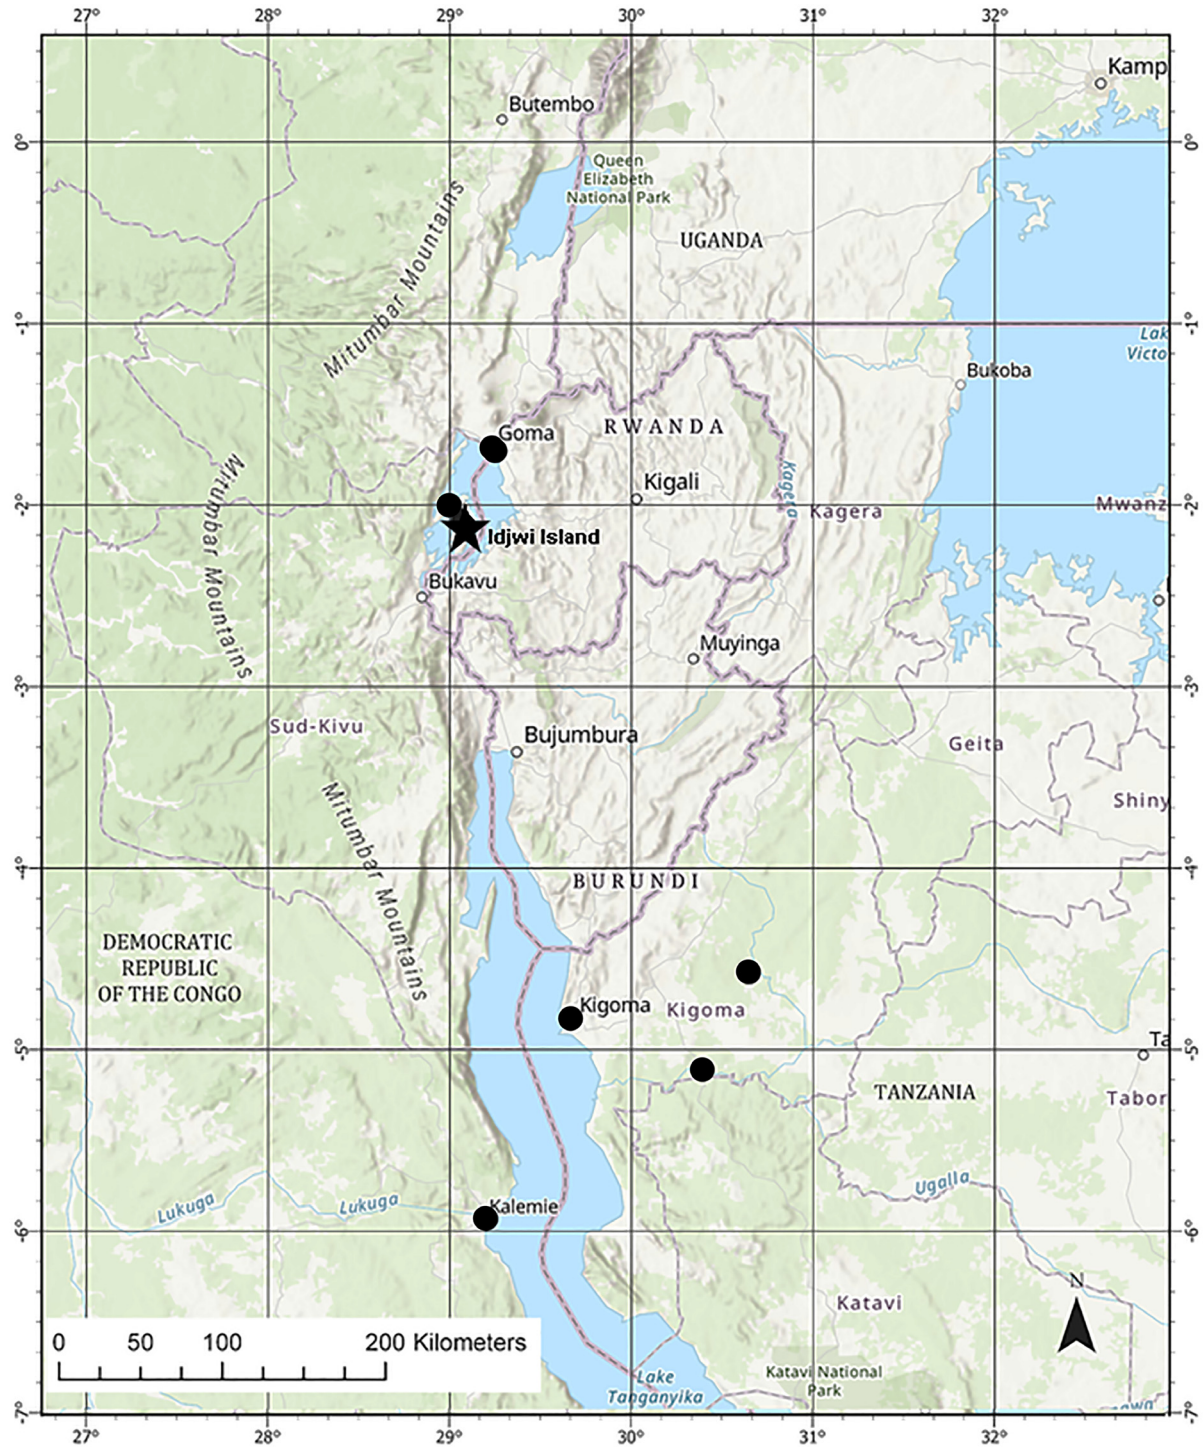 27° 28° 29° 30° 31° 32°
Kamp
Butembo
0° 0°
Queen
Elizabeth
National Park
UGANDA
Mitumbar Mountains
-1° -1°
Lak
Victo
Bukoba
Goma
RWANDA
Mitumbar Mountains
Kigali
Kagera
-2° -2°
Kagera
Mwanz
Idjwi Island
Bukavu
Muyinga
-3° -3°
Sud-Kivu
Bujumbura
Geita
Mitumbar Mountains
Shiny
-4° -4°
BURUNDI
DEMOCRATIC
REPUBLIC
OF THE CONGO
Kigoma
Kigoma
Ta
-5° -5°
TANZANIA
Tabor
Ugalla
Lukuga
Lukuga
Kalemie
-6° -6°
N
Katavi
0 50 100 200 Kilometers
Katavi National
Park
Lake
Tanganyika
-7° -7°
27° 28° 29° 30° 31° 32°